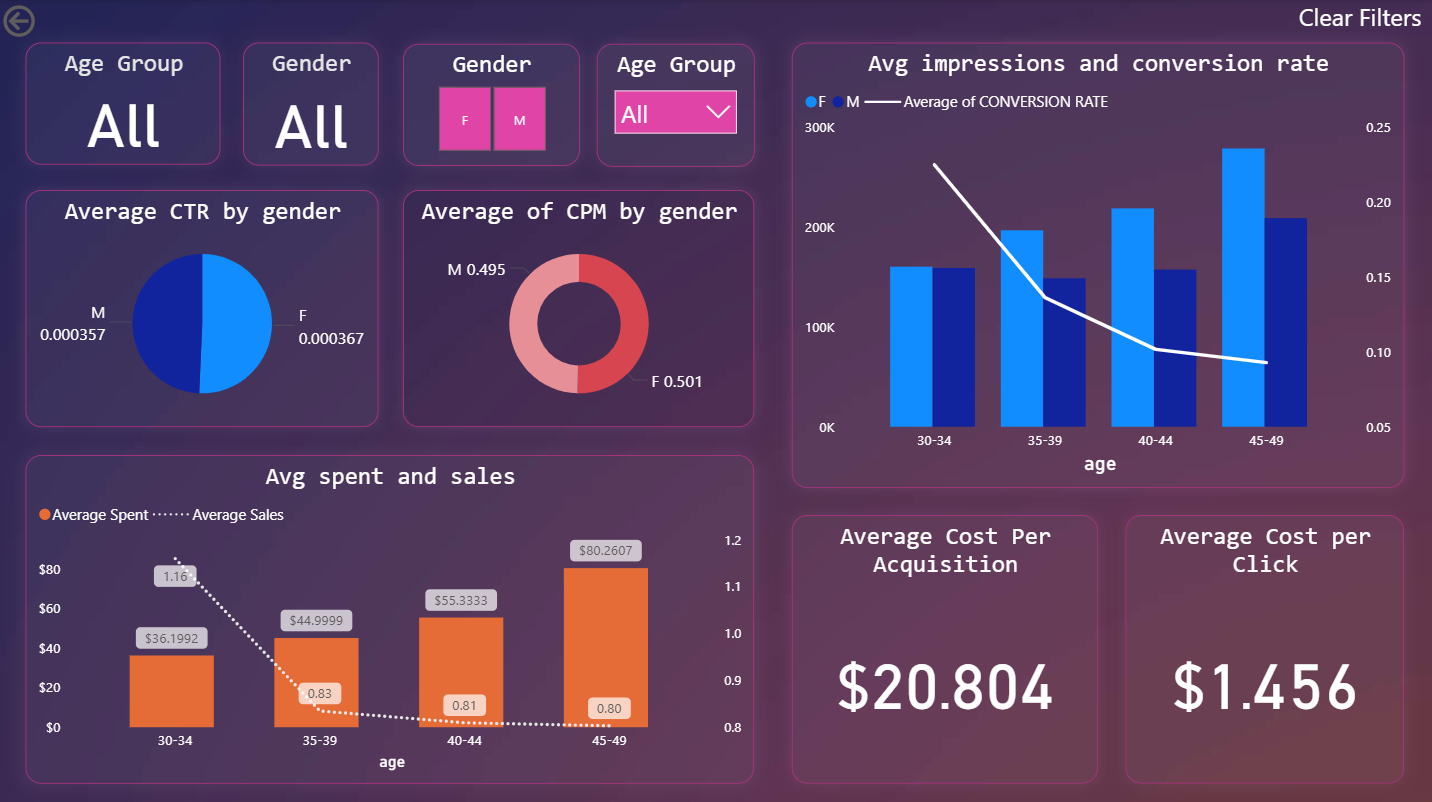 Clear Filters
Age Group
All
Gender
All
Gender
F
M
Age Group
All
Average CTR by gender
M
0.000357
F
0.000367
Average of CPM by gender
M 0.495
F 0.501
Avg impressions and conversion rate
F M Average of CONVERSION RATE
300K
200K
100K
0K
0.25
0.20
0.15
0.10
0.05
30-34 35-39 40-44 45-49
age
Avg spent and sales
Average Spent Average Sales
$80
$60
$40
$20
$0
$36.1992
$44.9999
$55.3333
$80.2607
1.16
0.83
0.81
0.80
1.2
1.1
1.0
0.9
0.8
30-34 35-39 40-44 45-49
age
Average Cost Per
Acquisition
$20.804
Average Cost per
Click
$1.456